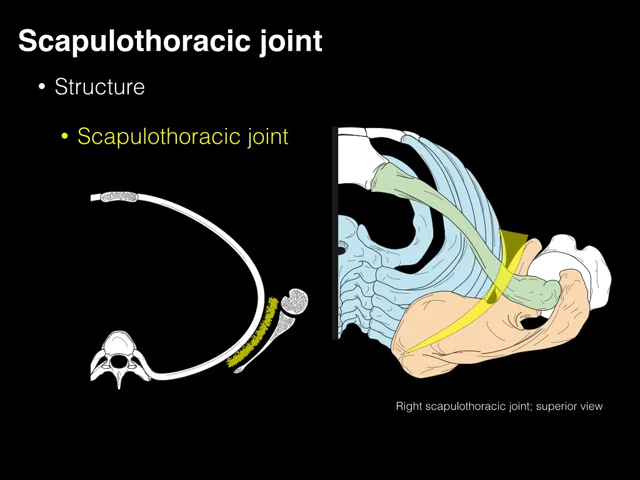 Scapulothoracic joint
• Structure
• Scapulothoracic joint
Right scapulothoracic joint; superior view